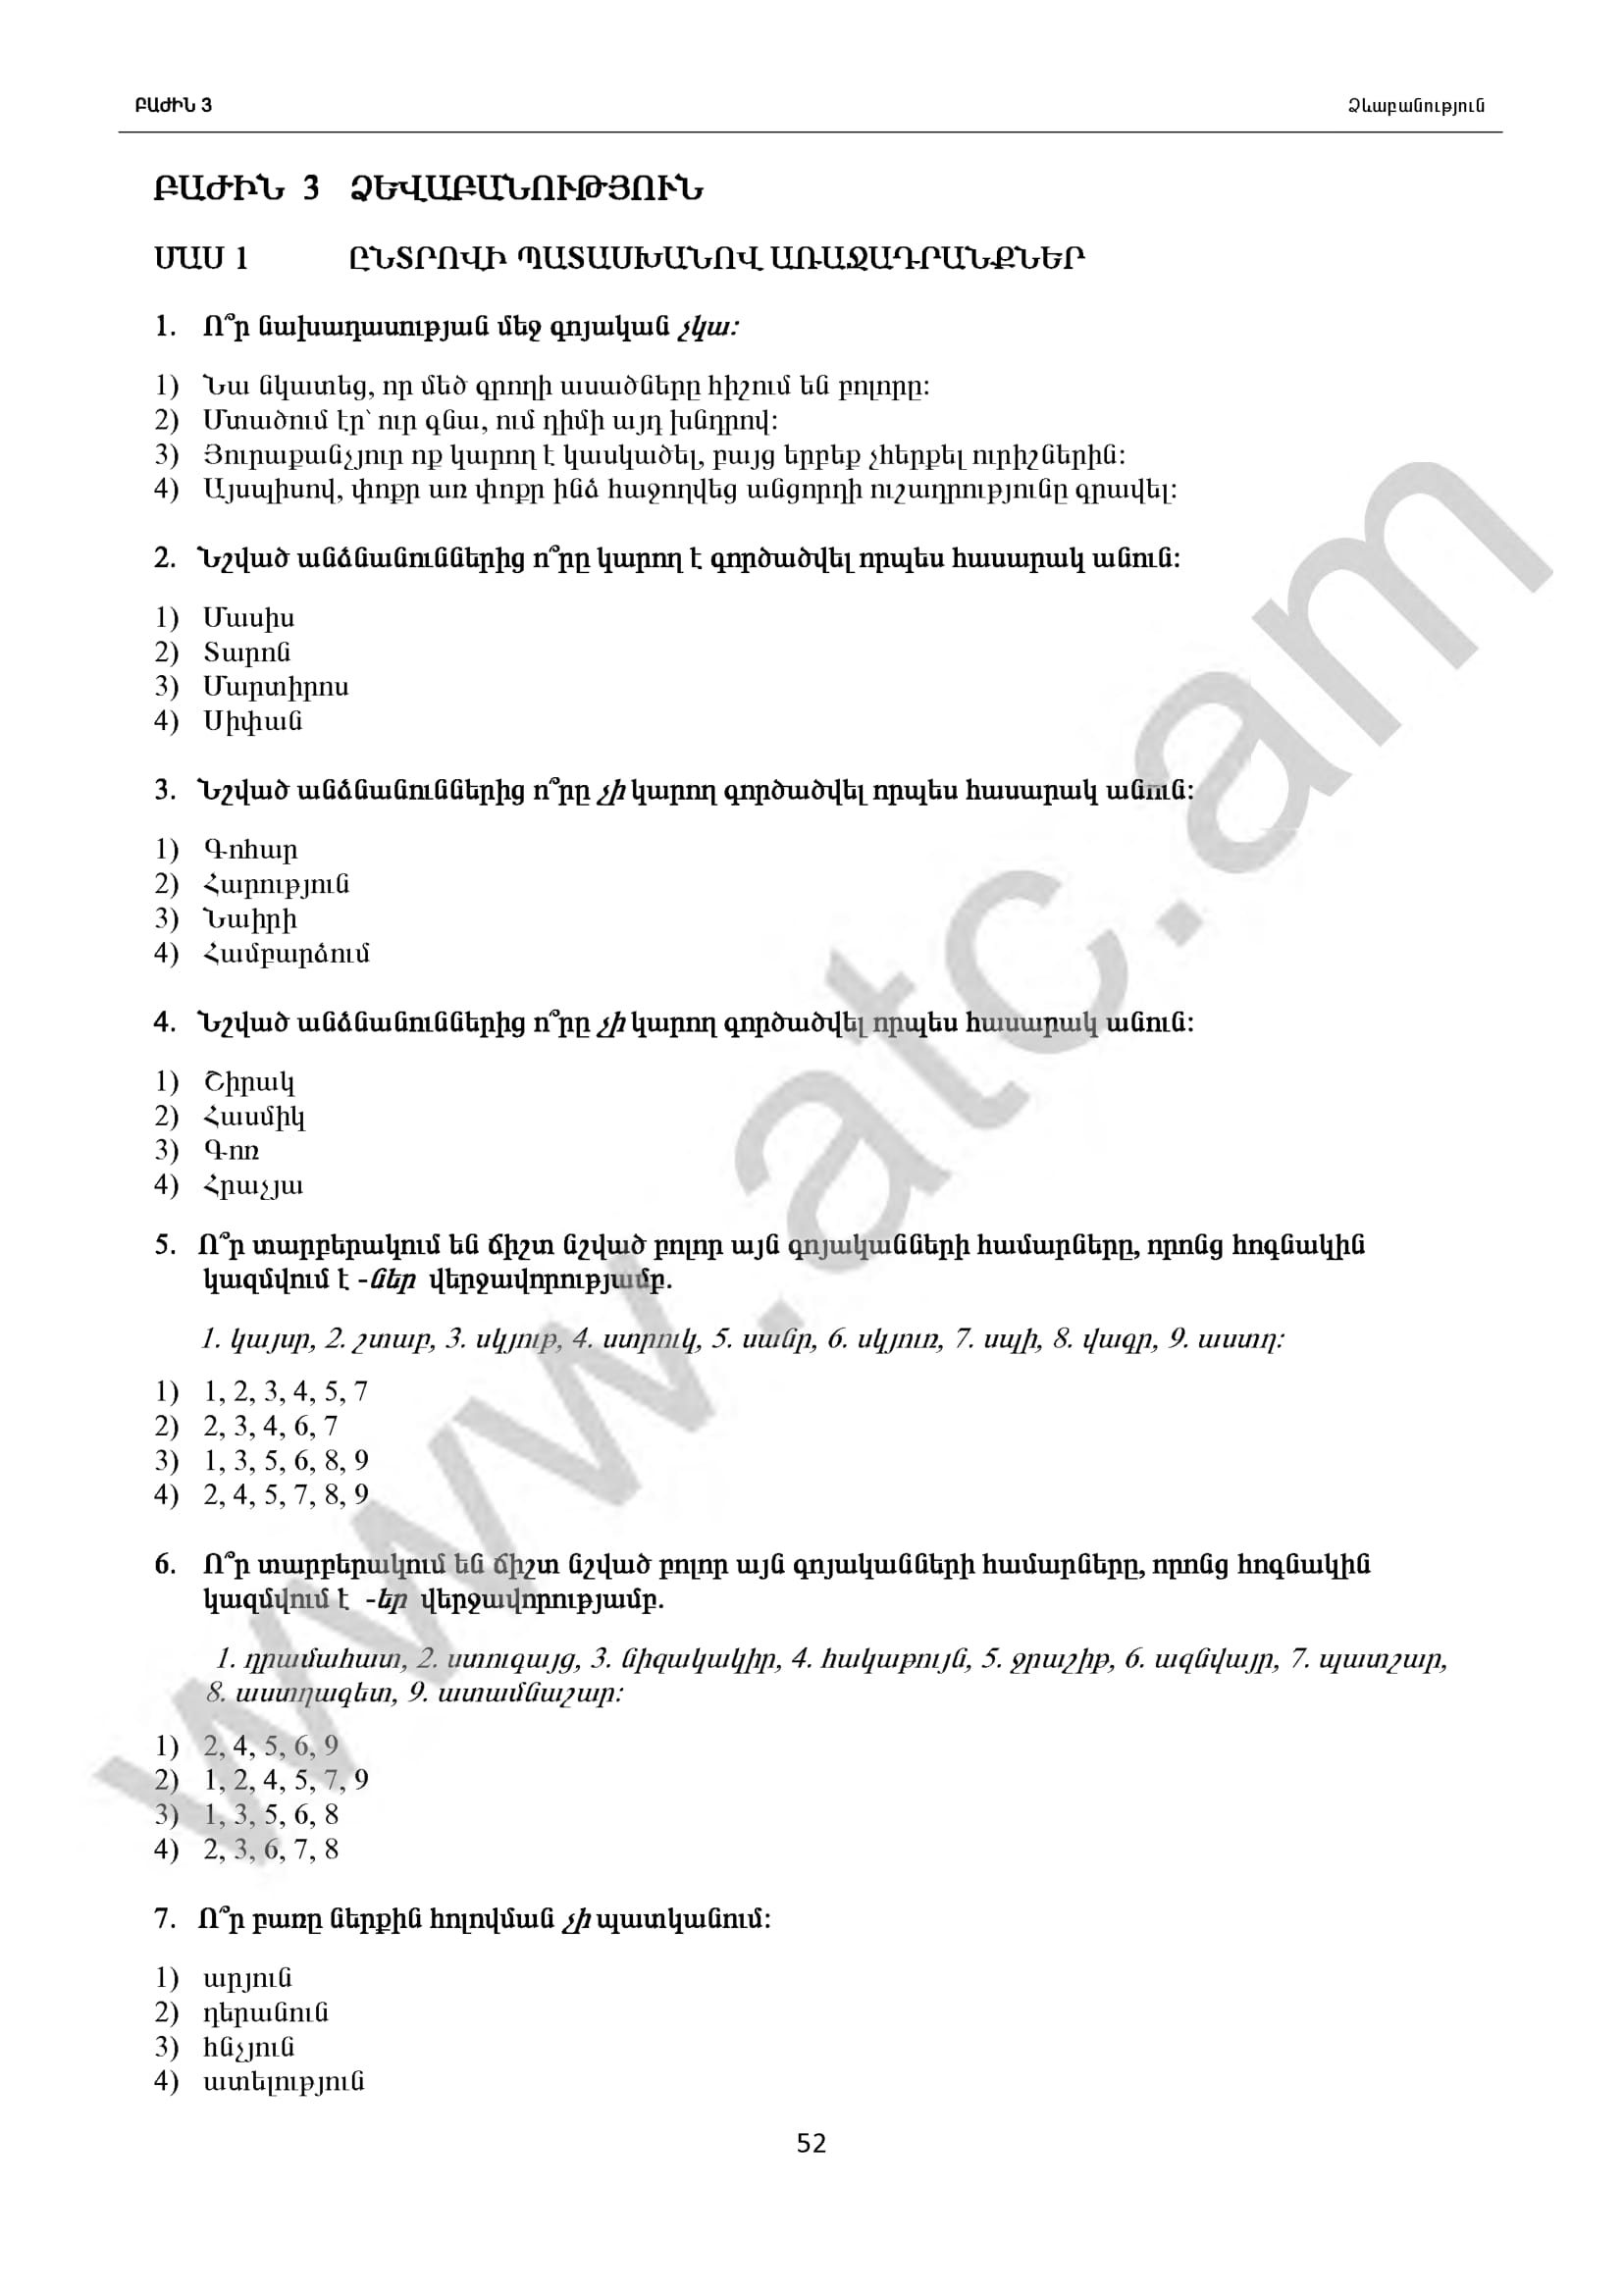 ԲԱԺԻՆ 3 Ձևաբանություն
ԲԱԺԻՆ 3 ՁԵՎԱԲԱՆՈՒԹՅՈՒՆ
ՄԱՍ 1 ԸՆՏՐՈՎԻ ՊԱՏԱՍԽԱՆՈՎ ԱՌԱՋԱԴՐԱՆՔՆԵՐ
1. Ո՞ր նախադասության մեջ գոյական չկա:
1) Նա նկատեց, որ մեծ գրողի ասածները հիշում են բոլորը:
2) Մտածում էր՝ ուր գնա, ում դիմի այդ խնդրով:
3) Յուրաքանչյուր ոք կարող է կասկածել, բայց երբեք չհերքել ուրիշներին:
4) Այսպիսով, փոքր առ փոքր ինձ հաջողվեց անցորդի ուշադրությունը գրավել:
2. Նշված անձնանուններից ո՞րը կարող է գործածվել որպես հասարակ անուն:
1) Մասիս
2) Տարոն
3) Մարտիրոս
4) Սիփան
3. Նշված անձնանուններից ո՞րը չի կարող գործածվել որպես հասարակ անուն:
1) Գոհար
2) Հարություն
3) Նաիրի
4) Համբարձում
4. Նշված անձնանուններից ո՞րը չի կարող գործածվել որպես հասարակ անուն:
1) Շիրակ
2) Հասմիկ
3) Գոռ
4) Հրաչյա
5. Ո՞ր տարբերակում են ճիշտ նշված բոլոր այն գոյականների համարները, որոնց հոգնակին
կազմվում է -ներ վերջավորությամբ.
1. կայսր, 2. շտաբ, 3. սկյութ, 4. ստրուկ, 5. սանր, 6. սկյուռ, 7. սպի, 8. վագր, 9. աստղ:
1) 1, 2, 3, 4, 5, 7
2) 2, 3, 4, 6, 7
3) 1, 3, 5, 6, 8, 9
4) 2, 4, 5, 7, 8, 9
6. Ո՞ր տարբերակում են ճիշտ նշված բոլոր այն գոյականների համարները, որոնց հոգնակին
կազմվում է -եր վերջավորությամբ.
1. դրամահատ, 2. ստուգայց, 3. նիզակակիր, 4. հակաթույն, 5. ջրաշիթ, 6. ազնվայր, 7. պատշար,
8. աստղագետ, 9. ատամնաշար:
1) 2, 4, 5, 6, 9
2) 1, 2, 4, 5, 7, 9
3) 1, 3, 5, 6, 8
4) 2, 3, 6, 7, 8
7. Ո՞ր բառը ներքին հոլովման չի պատկանում:
1) արյուն
2) դերանուն
3) հնչյուն
4) ատելություն
52
www.atc.am